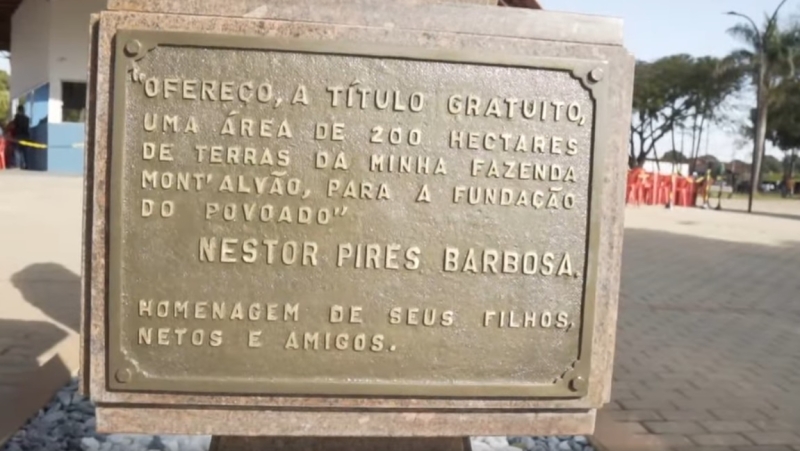 "OFEREÇO, A TÍTULO GRATUITO,
UMA ÁREA DE 200 HECTARES
DE TERRAS DA MINHA FAZENDA
MONT'ALVÃO, PARA A FUNDAÇÃO
DO POVOADO"
NESTOR PIRES BARBOSA.
HOMENAGEM DE SEUS FILHOS,
NETOS E AMIGOS.